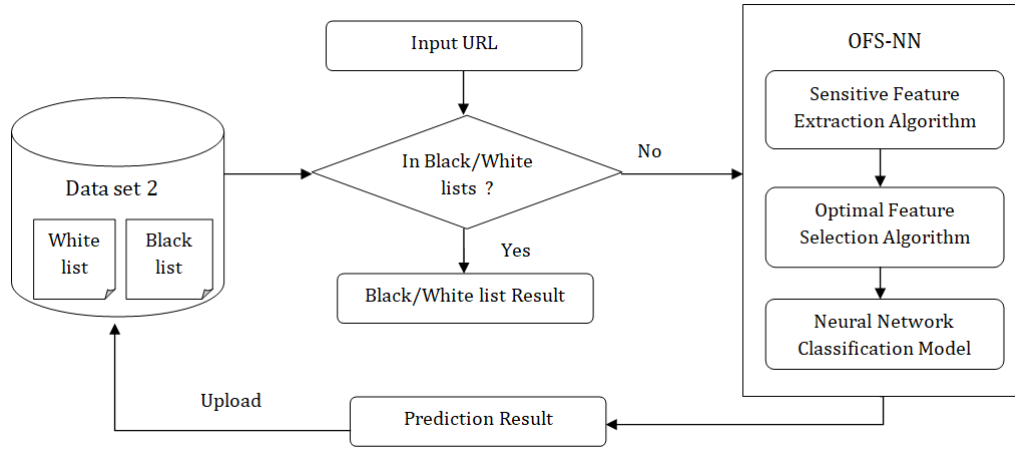 Input URL
OFS-NN
Sensitive Feature
Extraction Algorithm
In Black/White
lists ?
No
Data set 2
White
list
Black
list
Optimal Feature
Selection Algorithm
Yes
Black/White list Result
Neural Network
Classification Model
Upload
Prediction Result